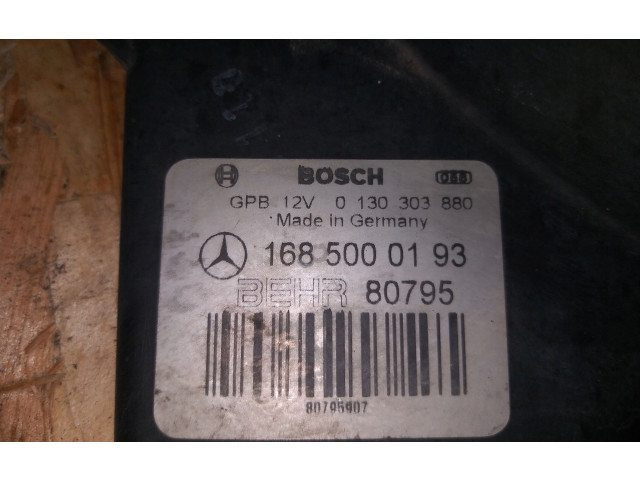 BOSCH
GPB 12V 0 130 303 880
Made in Germany
168 500 01 93
BEHR 80795
80795907